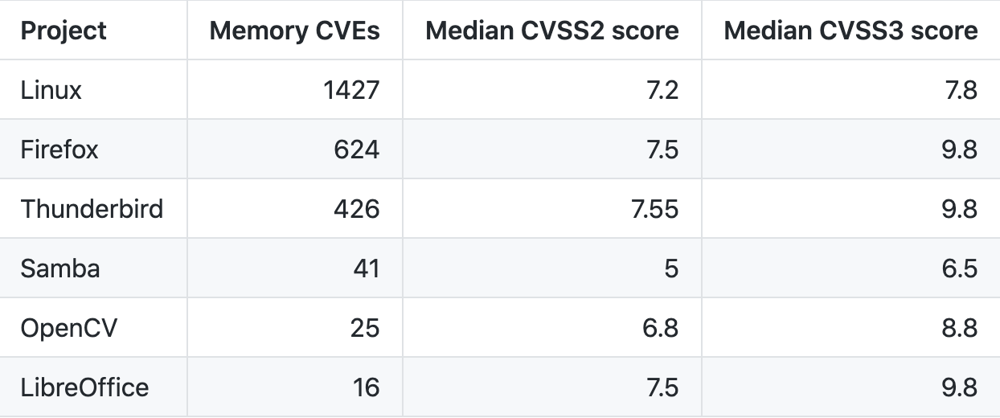 Project Memory CVEs Median CVSS2 score Median CVSS3 score
Linux 1427 7.2 7.8
Firefox 624 7.5 9.8
Thunderbird 426 7.55 9.8
Samba 41 5 6.5
OpenCV 25 6.8 8.8
LibreOffice 16 7.5 9.8